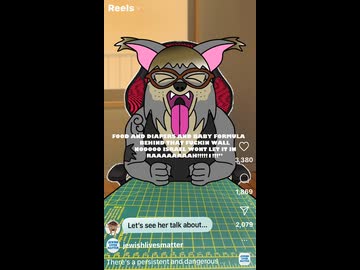 Reels
FOOD AND DIAPERS AND BABY FORMULA
BEHIND THAT FUCKIN WALL
NOOOOO ISRAEL WONT LET IT IN
RAAAAAAAH!!!!! I !!!"
3,380
1,869
Let's see her talk about...
2,079
jewishlivesmatter
There's a persistent and dangerous